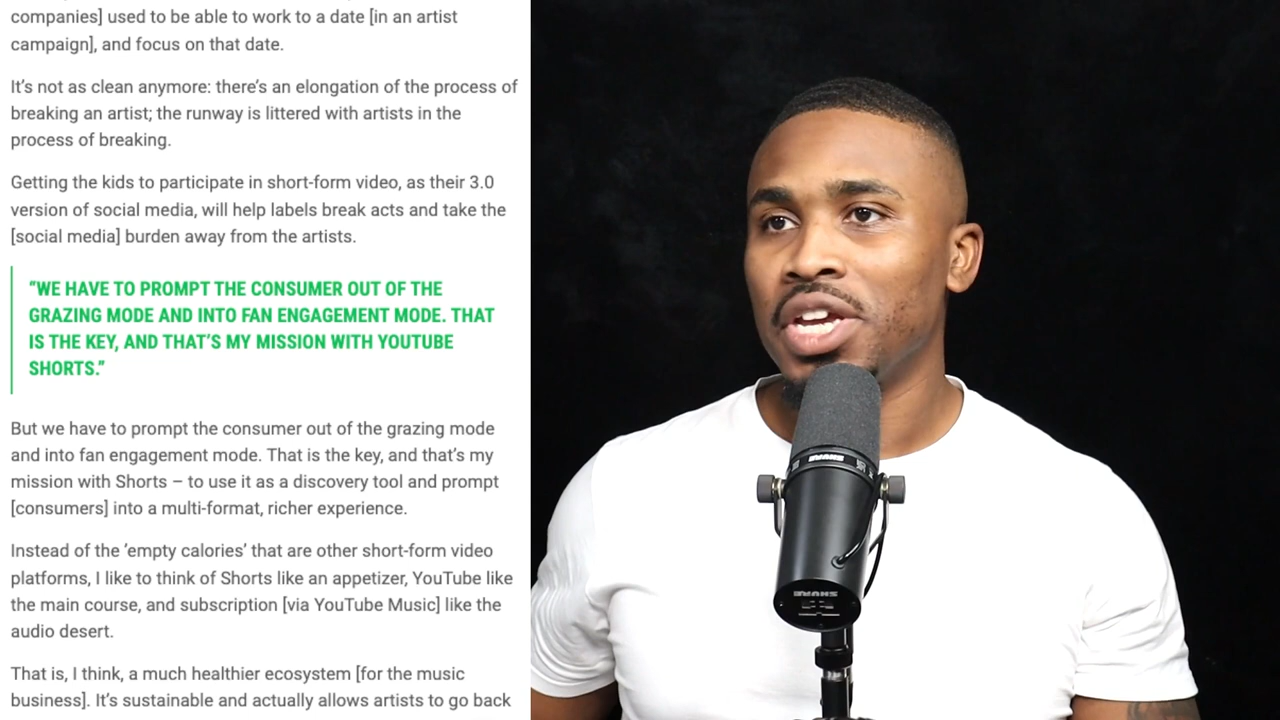 companies] used to be able to work to a date [in an artist
campaign], and focus on that date.
It’s not as clean anymore: there’s an elongation of the process of
breaking an artist; the runway is littered with artists in the
process of breaking.
Getting the kids to participate in short-form video, as their 3.0
version of social media, will help labels break acts and take the
[social media] burden away from the artists.
“WE HAVE TO PROMPT THE CONSUMER OUT OF THE
GRAZING MODE AND INTO FAN ENGAGEMENT MODE. THAT
IS THE KEY, AND THAT’S MY MISSION WITH YOUTUBE
SHORTS.”
But we have to prompt the consumer out of the grazing mode
and into fan engagement mode. That is the key, and that’s my
mission with Shorts – to use it as a discovery tool and prompt
[consumers] into a multi-format, richer experience.
Instead of the ‘empty calories’ that are other short-form video
platforms, I like to think of Shorts like an appetizer, YouTube like
the main course, and subscription [via YouTube Music] like the
audio desert.
That is, I think, a much healthier ecosystem [for the music
business]. It’s sustainable and actually allows artists to go back
SHURE
SHURE